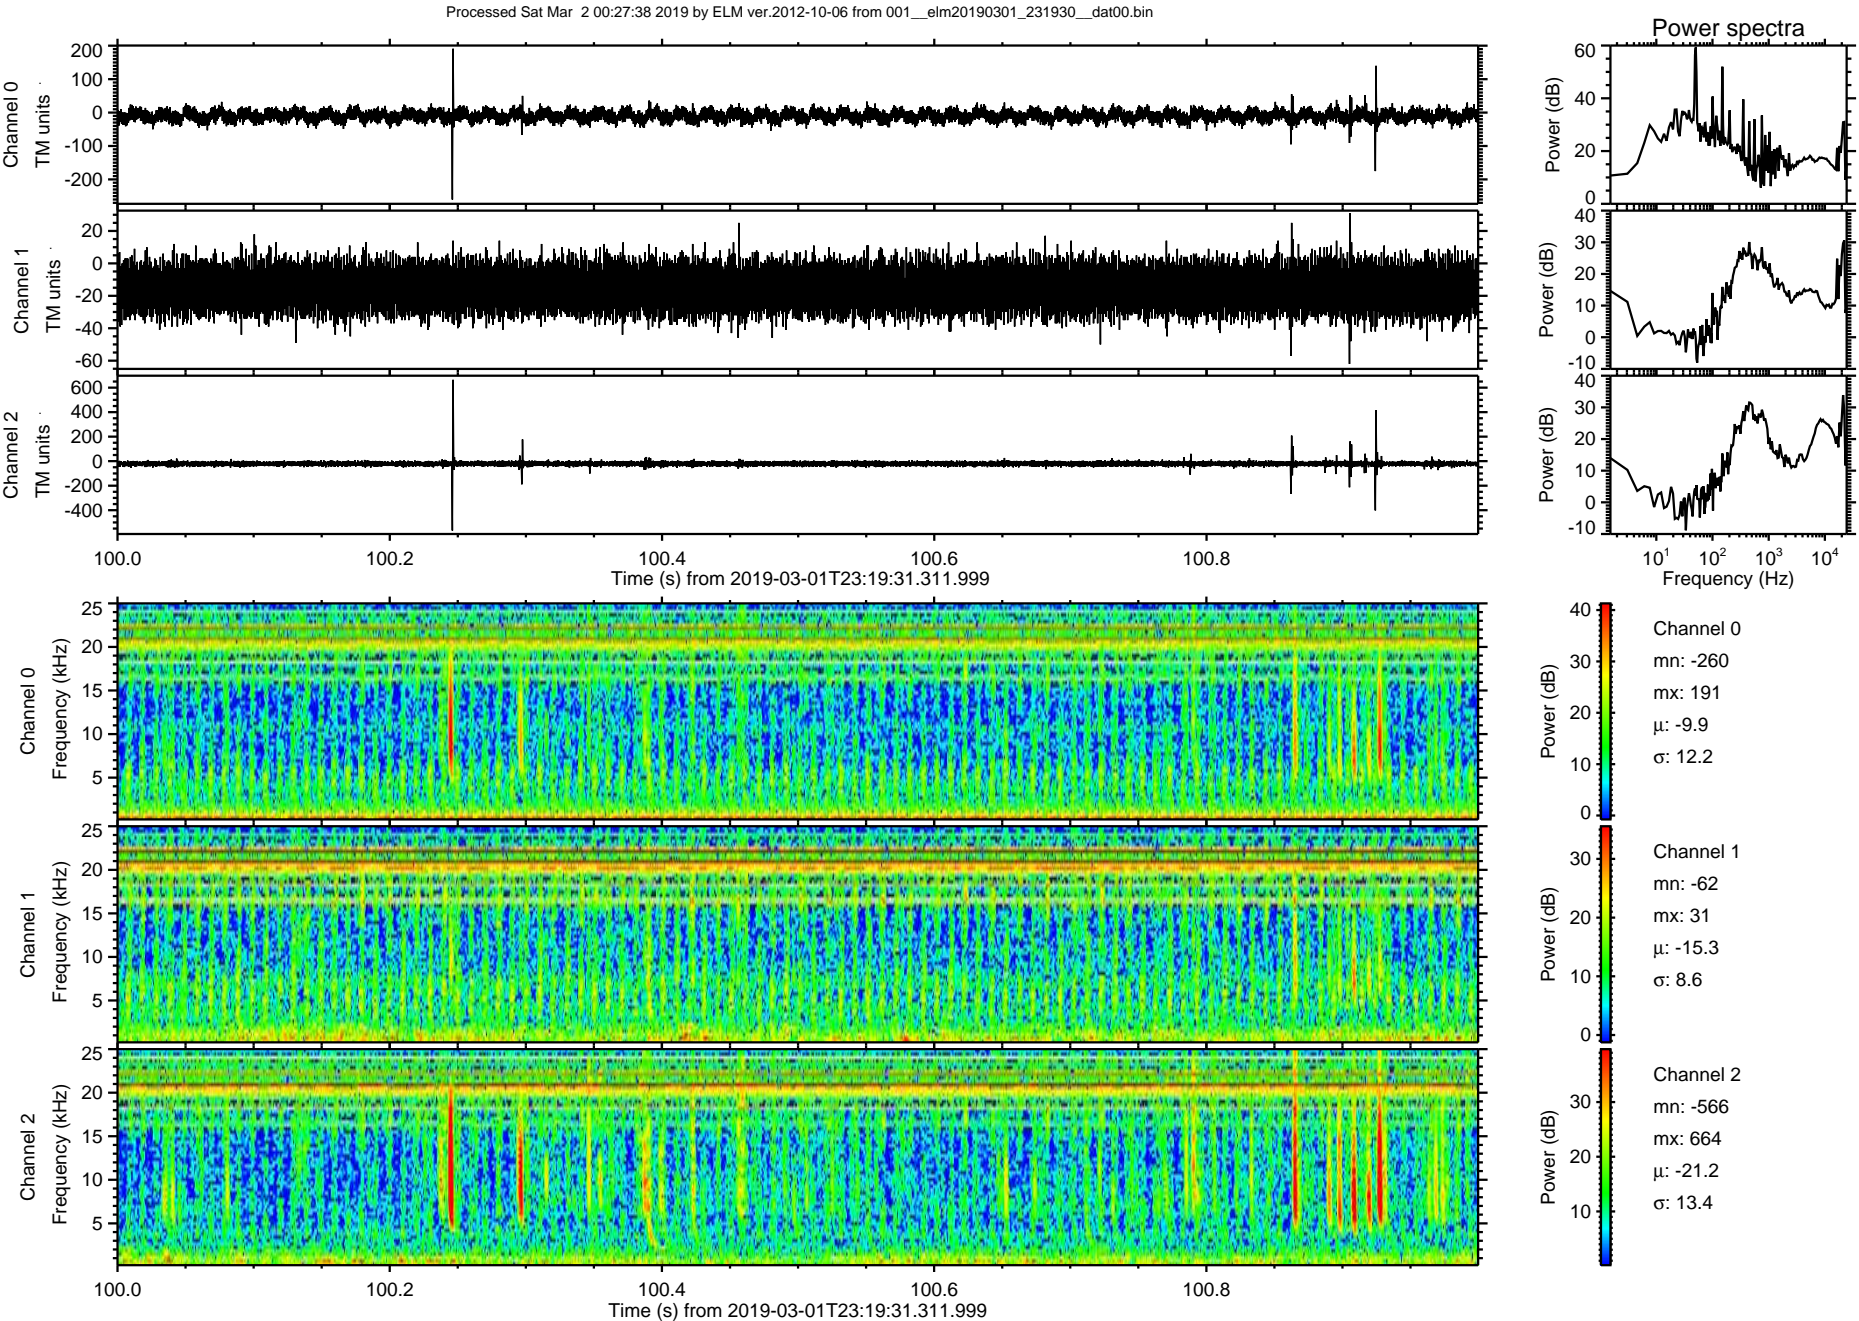 Processed Sat Mar 2 00:27:38 2019 by ELM ver.2012-10-06 from 001__elm20190301_231930__dat00.bin
Power spectra
Channel 0
TM units
200
100
0
-100
-200
Power (dB)
60
40
20
0
Channel 1
TM units
20
0
-20
-40
-60
Power (dB)
40
30
20
10
0
-10
Channel 2
TM units
600
400
200
0
-200
-400
Power (dB)
40
30
20
10
0
-10
100.0 100.2 100.4 100.6 100.8
Time (s) from 2019-03-01T23:19:31.311.999
10¹ 10² 10³ 10⁴
Frequency (Hz)
Channel 0
Frequency (kHz)
25
20
15
10
5
Power (dB)
40
30
20
10
0
Channel 0
mn: -260
mx: 191
μ: -9.9
σ: 12.2
Channel 1
Frequency (kHz)
25
20
15
10
5
Power (dB)
30
20
10
0
Channel 1
mn: -62
mx: 31
μ: -15.3
σ: 8.6
Channel 2
Frequency (kHz)
25
20
15
10
5
Power (dB)
30
20
10
Channel 2
mn: -566
mx: 664
μ: -21.2
σ: 13.4
100.0 100.2 100.4 100.6 100.8
Time (s) from 2019-03-01T23:19:31.311.999